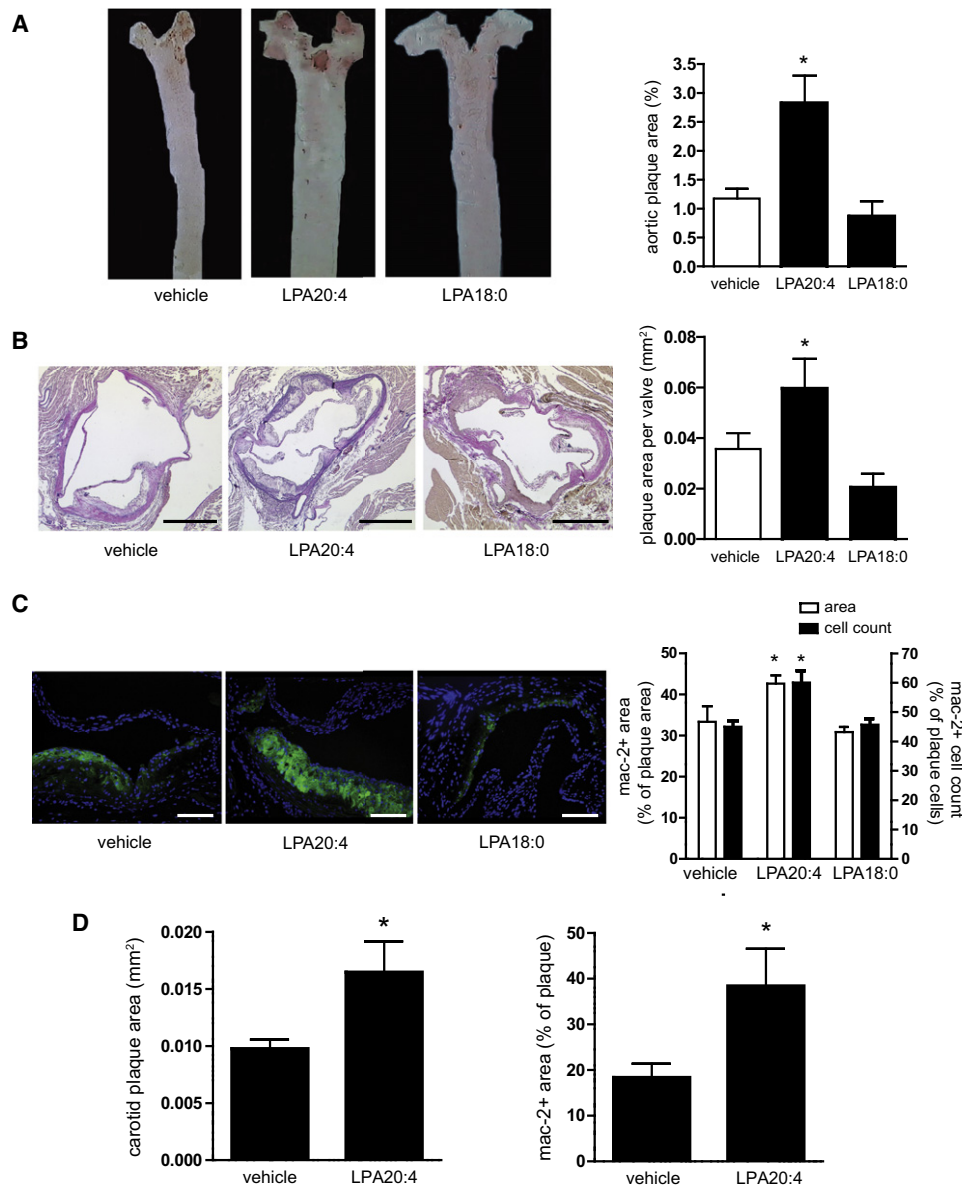 A
vehicle
LPA20:4
LPA18:0
aortic plaque area (%)
3.5
3.0
2.5
2.0
1.5
1.0
0.5
0.0
*
vehicle
LPA20:4
LPA18:0
B
vehicle
LPA20:4
LPA18:0
plaque area per valve (mm²)
0.08
0.06
0.04
0.02
0.00
*
vehicle
LPA20:4
LPA18:0
C
vehicle
LPA20:4
LPA18:0
area
cell count
mac-2+ area
(% of plaque area)
50
40
30
20
10
0
* *
70
60
50
40
30
20
10
0
mac-2+ cell count
(% of plaque cells)
vehicle
LPA20:4
LPA18:0
D
carotid plaque area (mm²)
0.020
0.015
0.010
0.005
0.000
*
vehicle
LPA20:4
mac-2+ area (% of plaque)
50
40
30
20
10
0
*
vehicle
LPA20:4